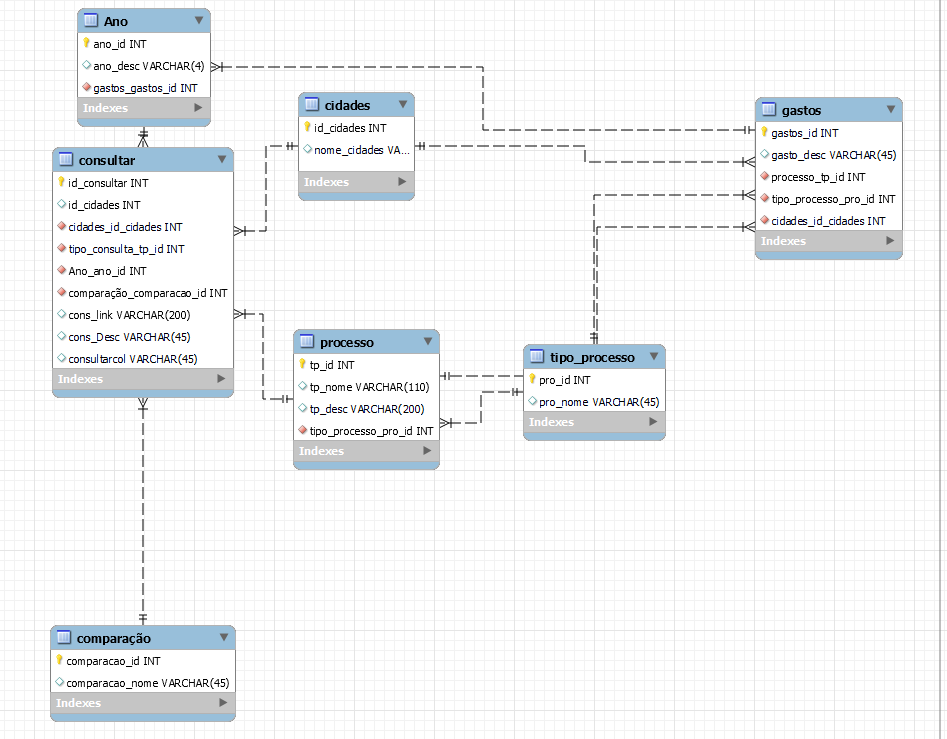 Ano
ano_id INT
ano_desc VARCHAR(4)
gastos_gastos_id INT
Indexes
cidades
id_cidades INT
nome_cidades VA...
Indexes
gastos
gastos_id INT
gasto_desc VARCHAR(45)
processo_tp_id INT
tipo_processo_pro_id INT
cidades_id_cidades INT
Indexes
consultar
id_consultar INT
id_cidades INT
cidades_id_cidades INT
tipo_consulta_tp_id INT
Ano_ano_id INT
comparação_comparacao_id INT
cons_link VARCHAR(200)
cons_Desc VARCHAR(45)
consultarcol VARCHAR(45)
Indexes
processo
tp_id INT
tp_nome VARCHAR(110)
tp_desc VARCHAR(200)
tipo_processo_pro_id INT
Indexes
tipo_processo
pro_id INT
pro_nome VARCHAR(45)
Indexes
comparação
comparacao_id INT
comparacao_nome VARCHAR(45)
Indexes